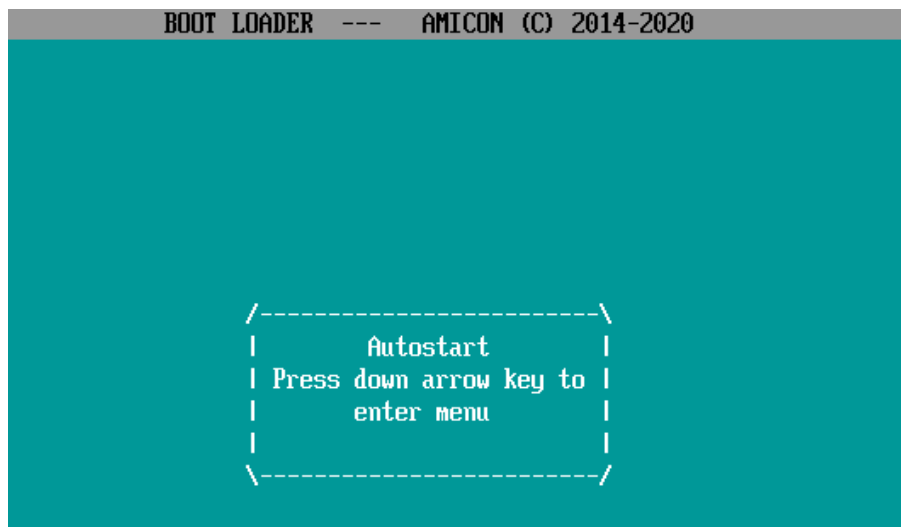 BOOT LOADER --- AMICON (C) 2014-2020
/-------------------------\
| Autostart |
| Press down arrow key to |
| enter menu |
| |
\-------------------------/